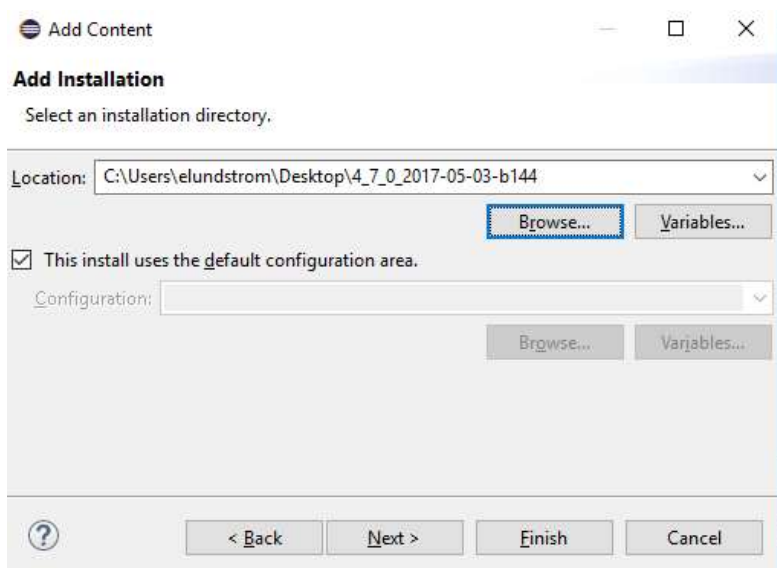 Add Content
Add Installation
Select an installation directory.
Location: C:\Users\elundstrom\Desktop\4_7_0_2017-05-03-b144
Browse... Variables...
This install uses the default configuration area.
Configuration:
Browse... Variables...
< Back Next > Finish Cancel